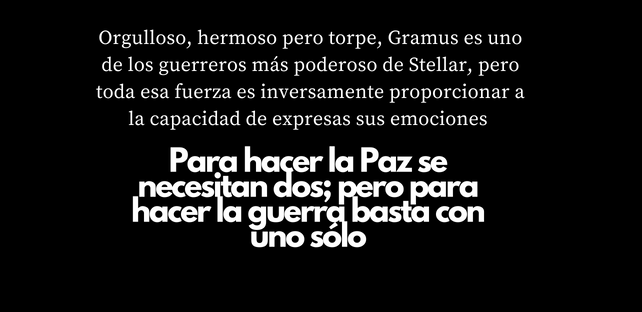 Orgulloso, hermoso pero torpe, Gramus es uno
de los guerreros más poderoso de Stellar, pero
toda esa fuerza es inversamente proporcionar a
la capacidad de expresas sus emociones
Para hacer la Paz se
necesitan dos; pero para
hacer la guerra basta con
uno sólo